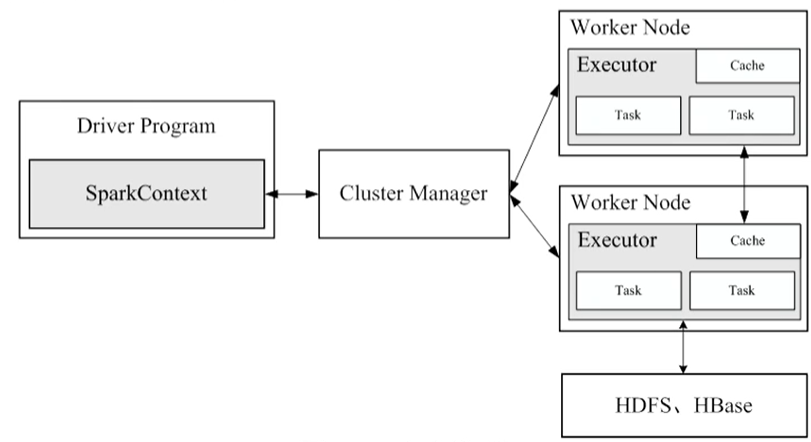 Driver Program
SparkContext
Cluster Manager
Worker Node
Executor
Cache
Task
Task
Worker Node
Executor
Cache
Task
Task
HDFS、HBase